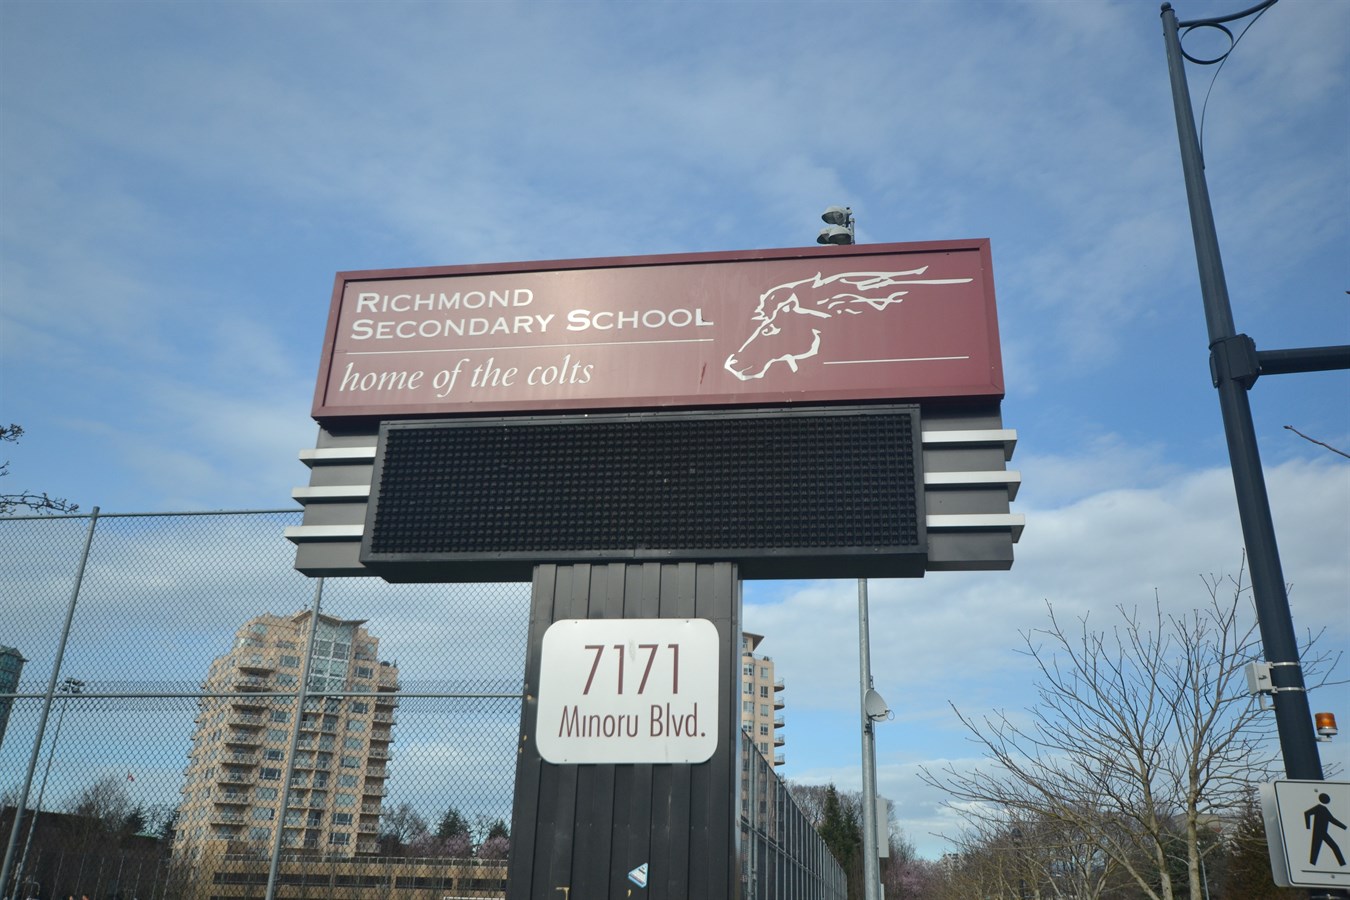 RICHMOND
SECONDARY SCHOOL
home of the colts
7171
Minoru Blvd.